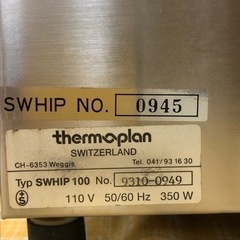 SWHIP NO. 0945
thermoplan
SWITZERLAND
CH-6353 Weggis Tel. 041/93 16 30
Typ SWHIP 100 No. 9310-0949
110 V 50/60 Hz 350 W